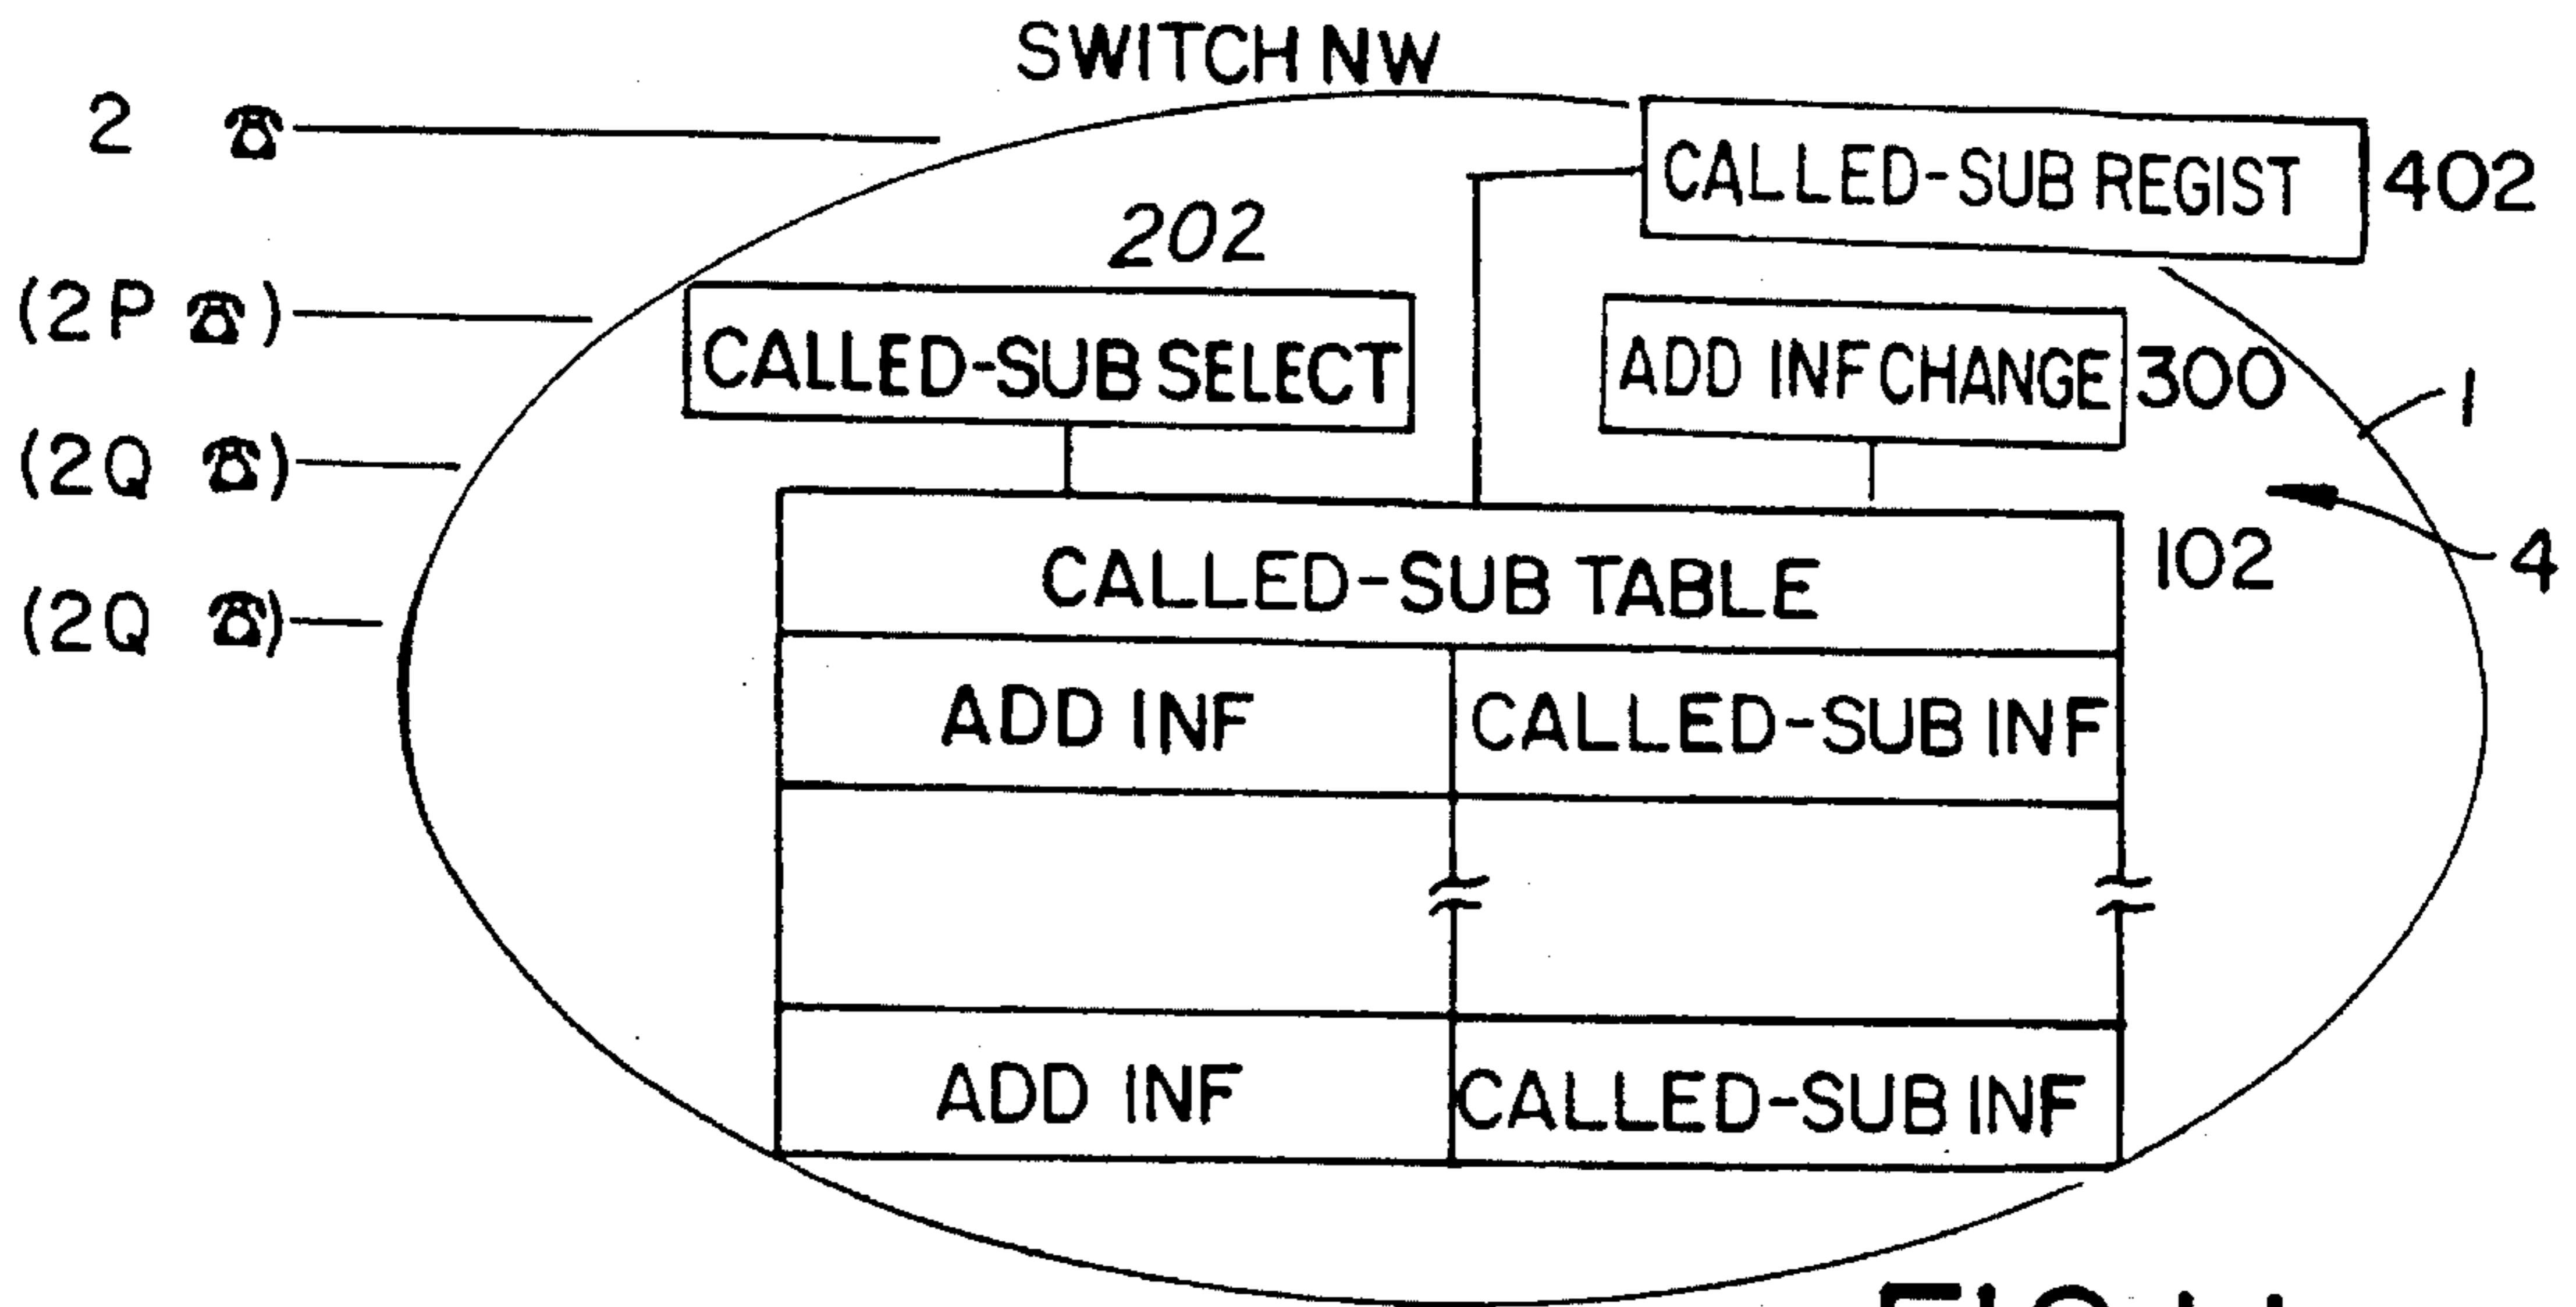 SWITCH NW
2
CALLED-SUB REGIST 402
202
(2P )
CALLED-SUB SELECT
ADD INF CHANGE 300
1
(2Q )
CALLED-SUB TABLE 102
4
(2Q )
ADD INF CALLED-SUB INF
ADD INF CALLED-SUB INF